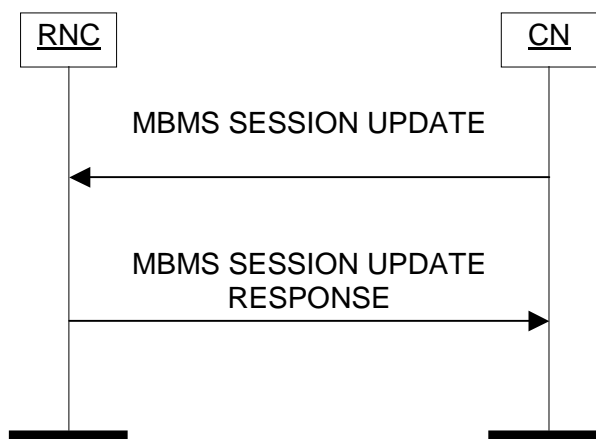 RNC
CN
MBMS SESSION UPDATE
MBMS SESSION UPDATE
RESPONSE